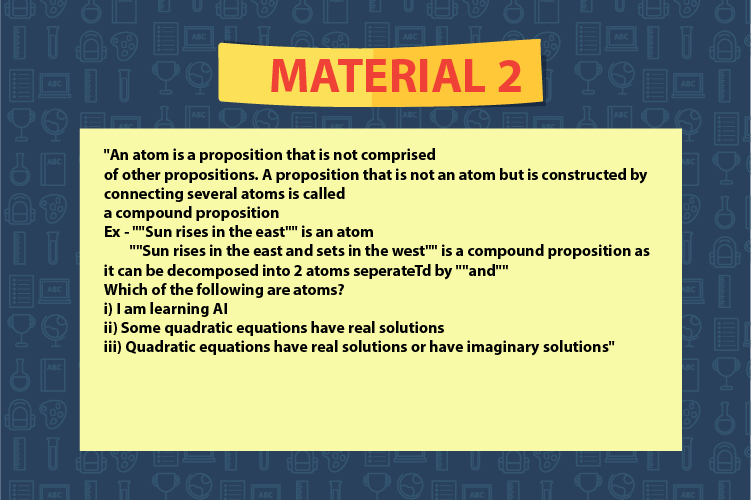 MATERIAL 2
"An atom is a proposition that is not comprised
of other propositions. A proposition that is not an atom but is constructed by
connecting several atoms is called
a compound proposition
Ex - ""Sun rises in the east"" is an atom
""Sun rises in the east and sets in the west"" is a compound proposition as
it can be decomposed into 2 atoms seperateTd by ""and""
Which of the following are atoms?
i) I am learning AI
ii) Some quadratic equations have real solutions
iii) Quadratic equations have real solutions or have imaginary solutions"